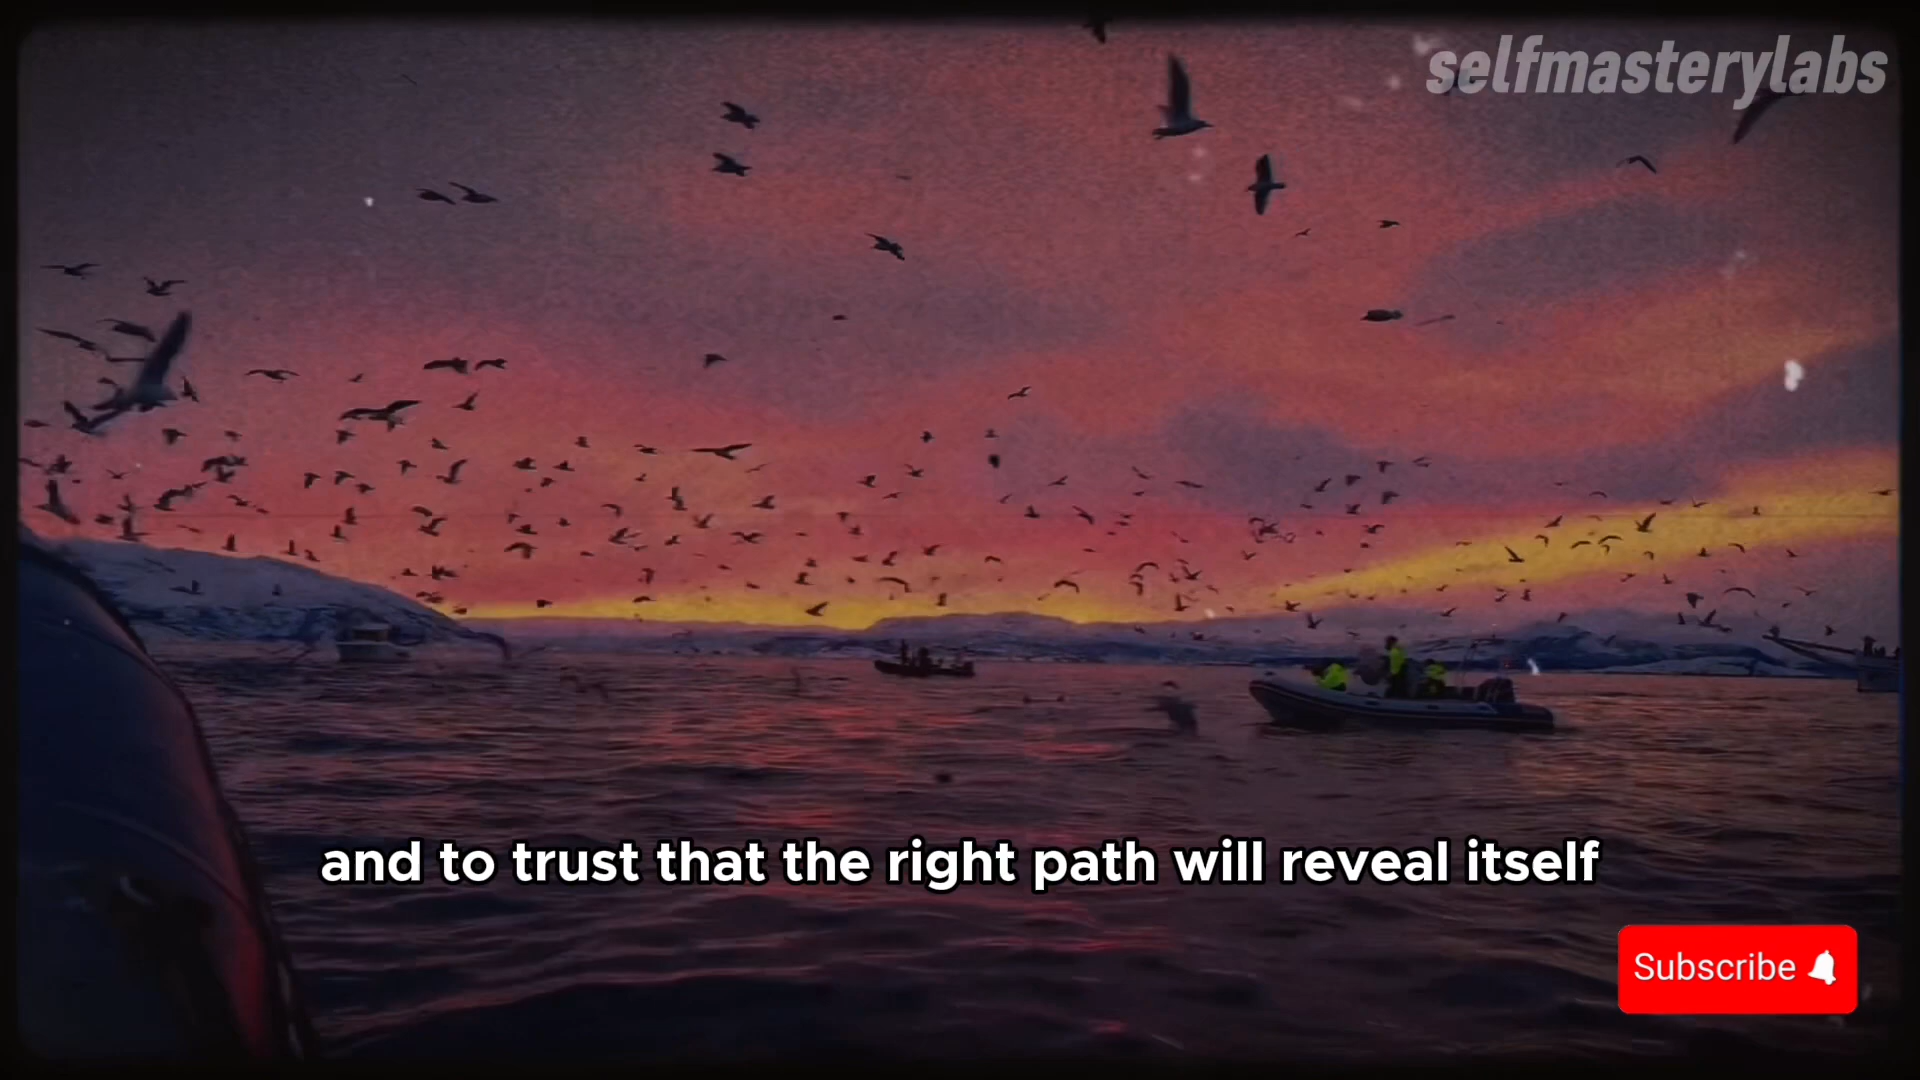 selfmasterylabs
and to trust that the right path will reveal itself
Subscribe